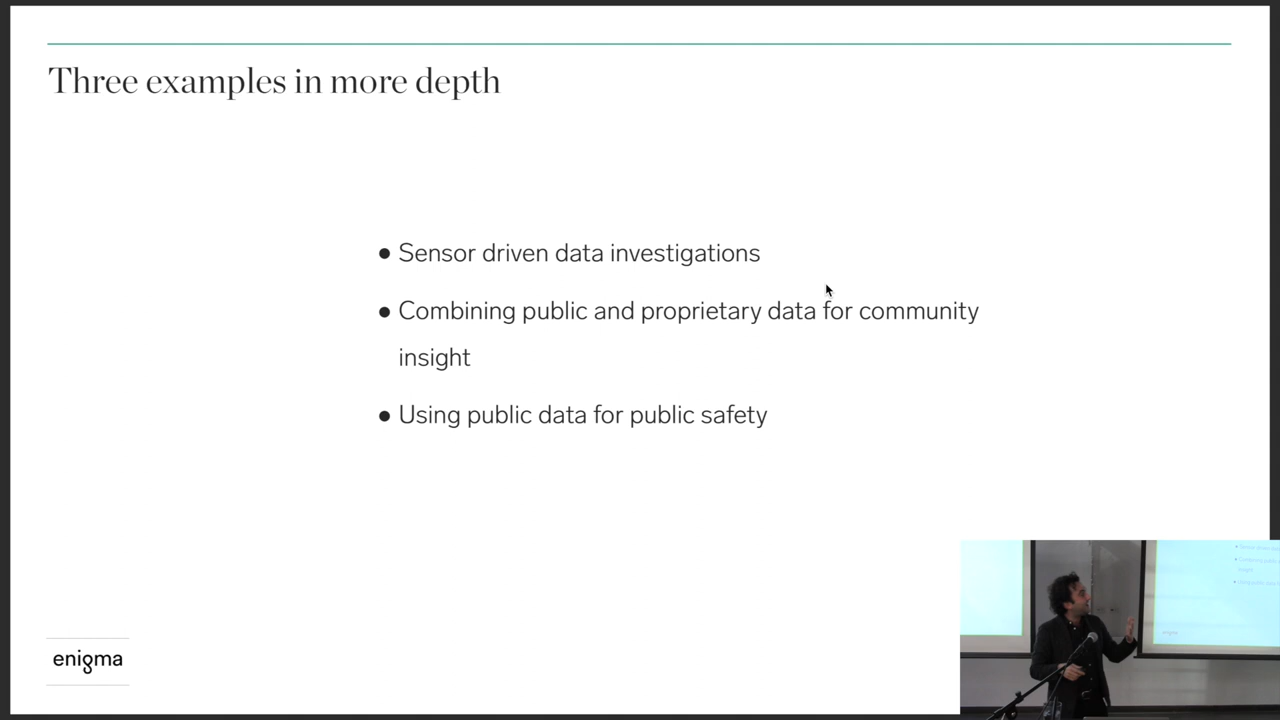 Three examples in more depth
● Sensor driven data investigations
● Combining public and proprietary data for community
insight
● Using public data for public safety
enigma